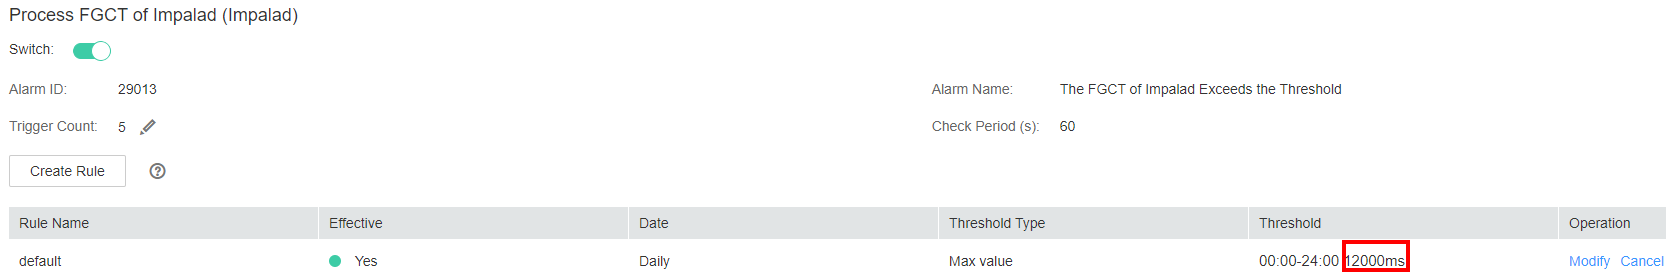 Process FGCT of Impalad (Impalad)
Switch:
Alarm ID: 29013 Alarm Name: The FGCT of Impalad Exceeds the Threshold
Trigger Count: 5 Check Period (s): 60
Create Rule ?
Rule Name Effective Date Threshold Type Threshold Operation
default Yes Daily Max value 00:00-24:00 12000ms Modify Cancel